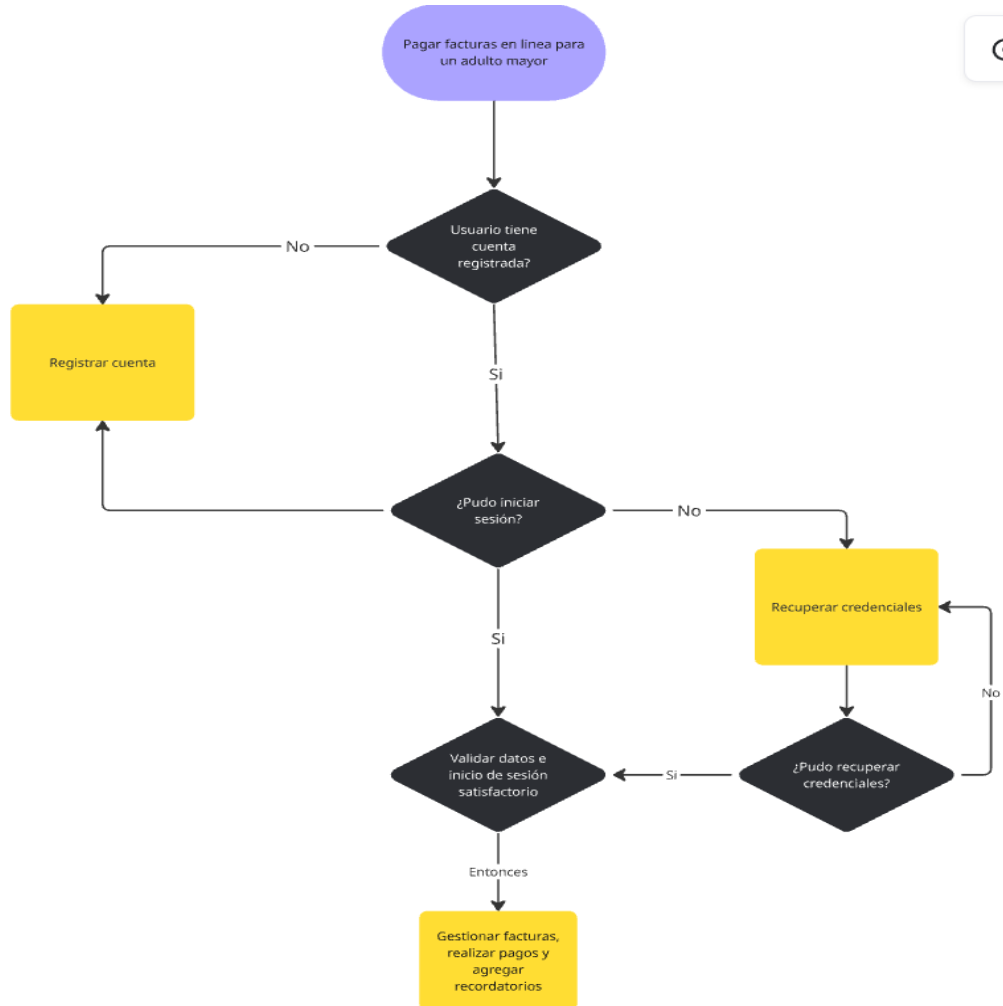 Pagar facturas en linea para
un adulto mayor
Usuario tiene
cuenta
registrada?
No
Registrar cuenta
Si
¿Pudo iniciar
sesión?
No
Recuperar credenciales
Si
No
Validar datos e
inicio de sesión
satisfactorio
Si
¿Pudo recuperar
credenciales?
Entonces
Gestionar facturas,
realizar pagos y
agregar
recordatorios